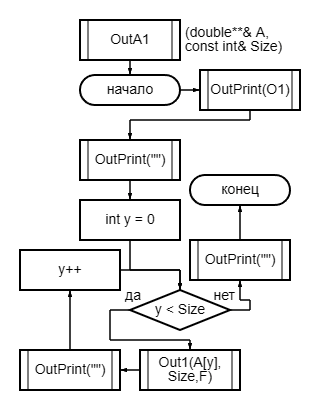 OutA1
(double**& A,
const int& Size)
начало
OutPrint(O1)
OutPrint("")
int y = 0
конец
OutPrint("")
y++
да
нет
y < Size
OutPrint("")
Out1(A[y],
Size,F)